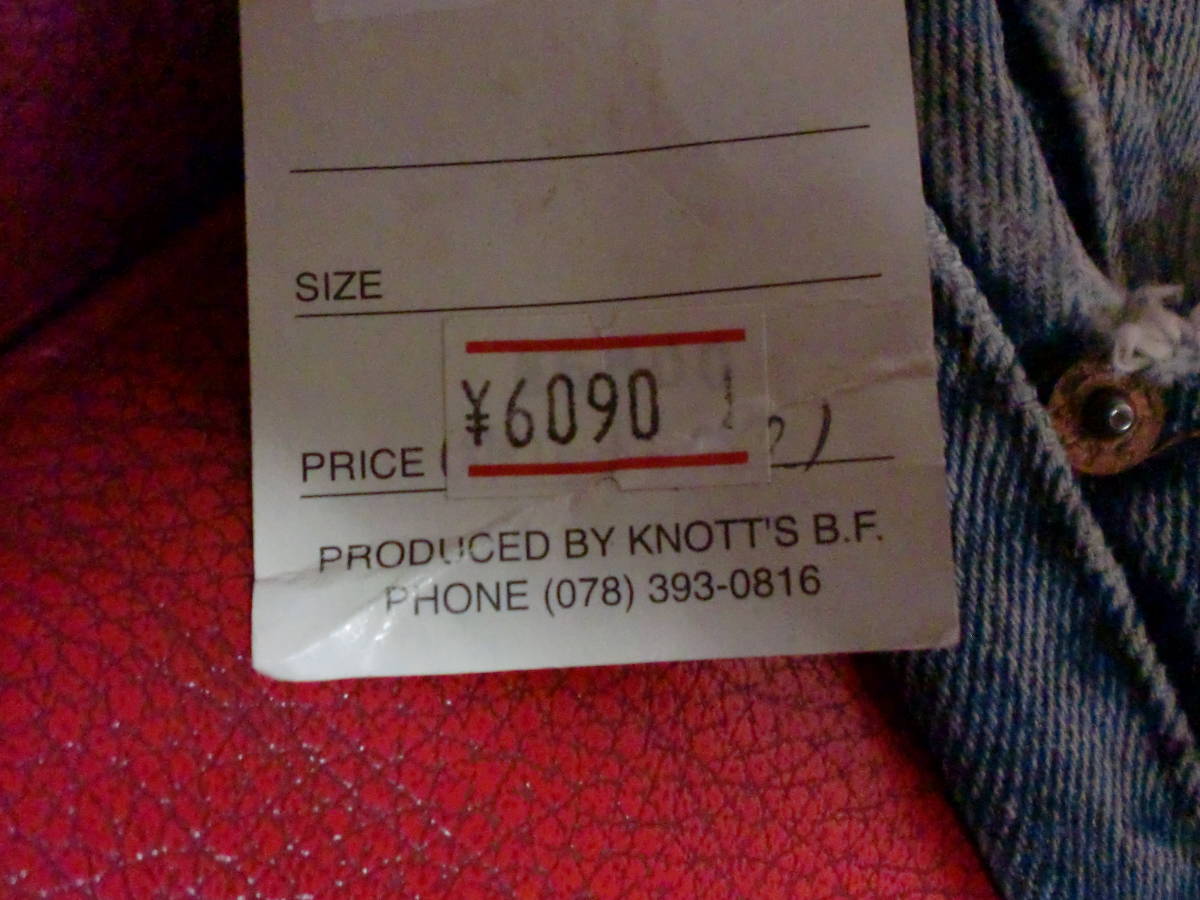 SIZE
¥6090
PRICE
PRODUCED BY KNOTT'S B.F.
PHONE (078) 393-0816